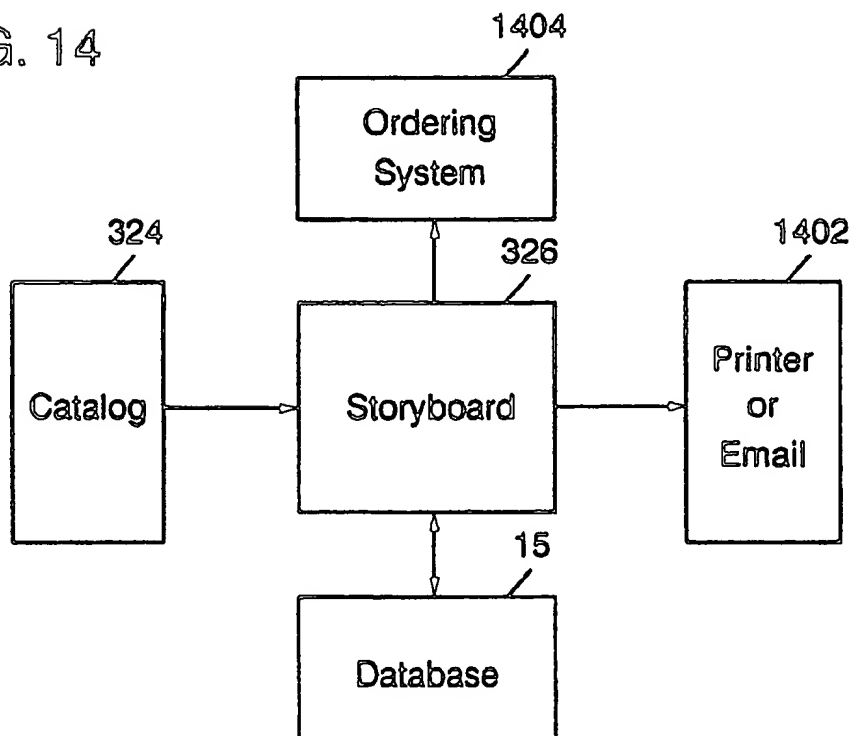 G. 14
1404
Ordering
System
324
326
1402
Catalog
Storyboard
Printer
or
Email
15
Database